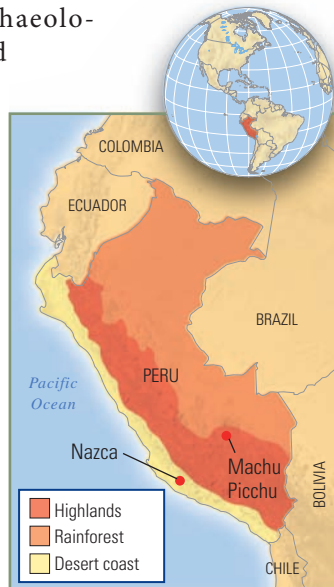 haeolo-
d
COLOMBIA
ECUADOR
BRAZIL
PERU
Pacific
Ocean
Nazca
Machu
Picchu
BOLIVIA
Highlands
Rainforest
Desert coast
CHILE